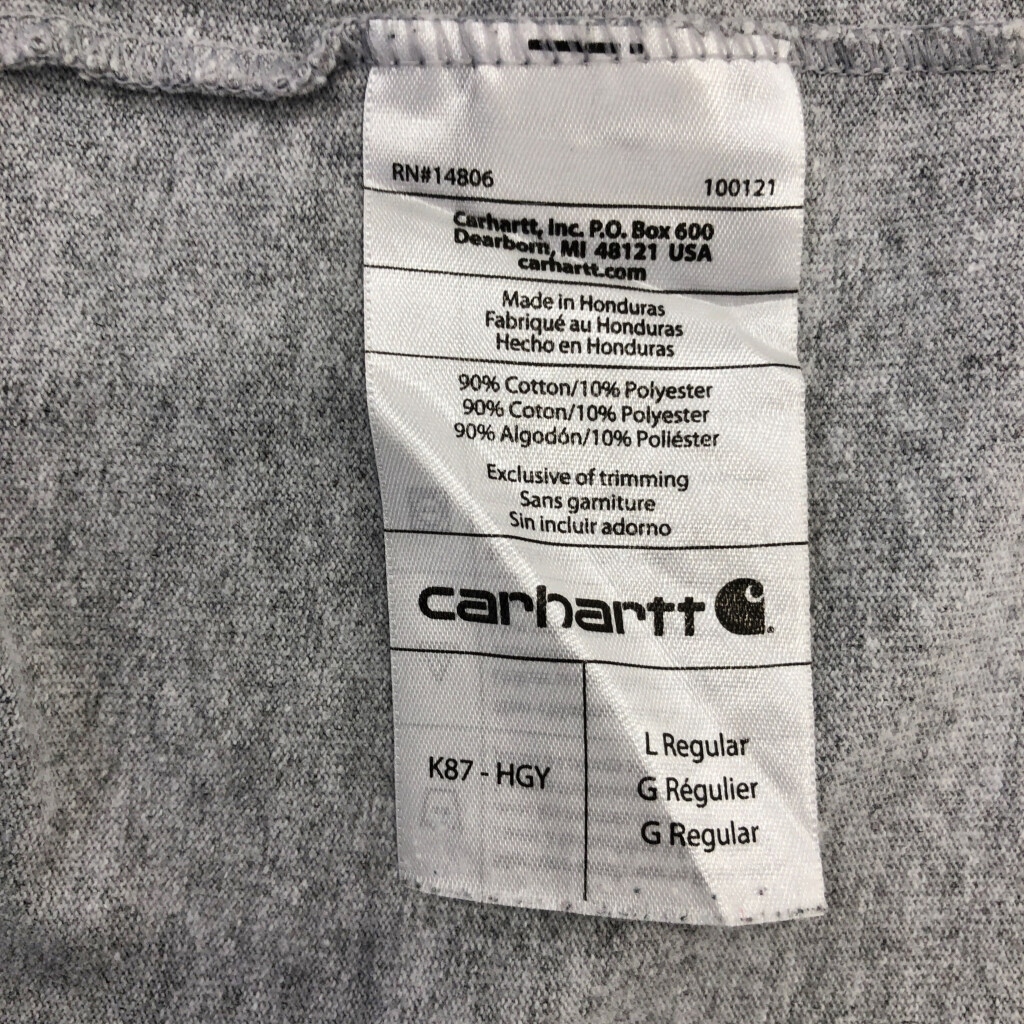 RN#14806 100121
Carhartt, Inc. P.O. Box 600
Dearborn, MI 48121 USA
carhartt.com
Made in Honduras
Fabriqué au Honduras
Hecho en Honduras
90% Cotton/10% Polyester
90% Coton/10% Polyester
90% Algodón/10% Poliéster
Exclusive of trimming
Sans garniture
Sin incluir adorno
carhartt
K87 - HGY
L Regular
G Régulier
G Regular